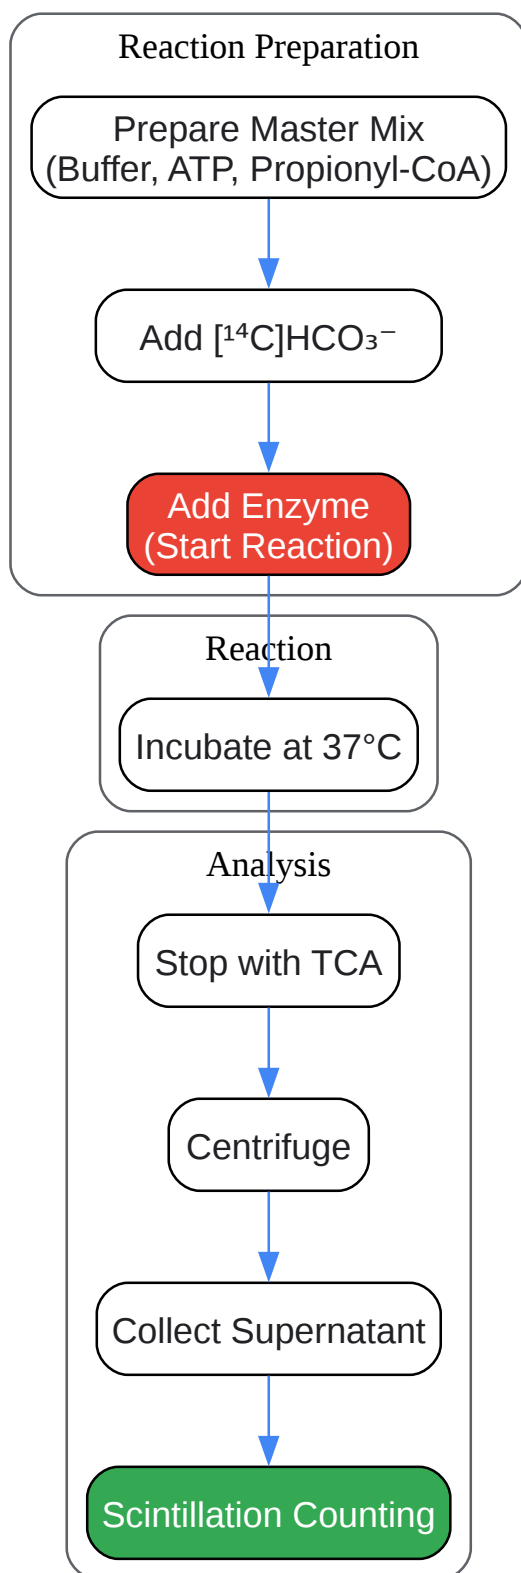 Reaction Preparation
Prepare Master Mix
(Buffer, ATP, Propionyl-CoA)
Add [¹⁴C]HCO₃⁻
Add Enzyme
(Start Reaction)
Reaction
Incubate at 37°C
Analysis
Stop with TCA
Centrifuge
Collect Supernatant
Scintillation Counting